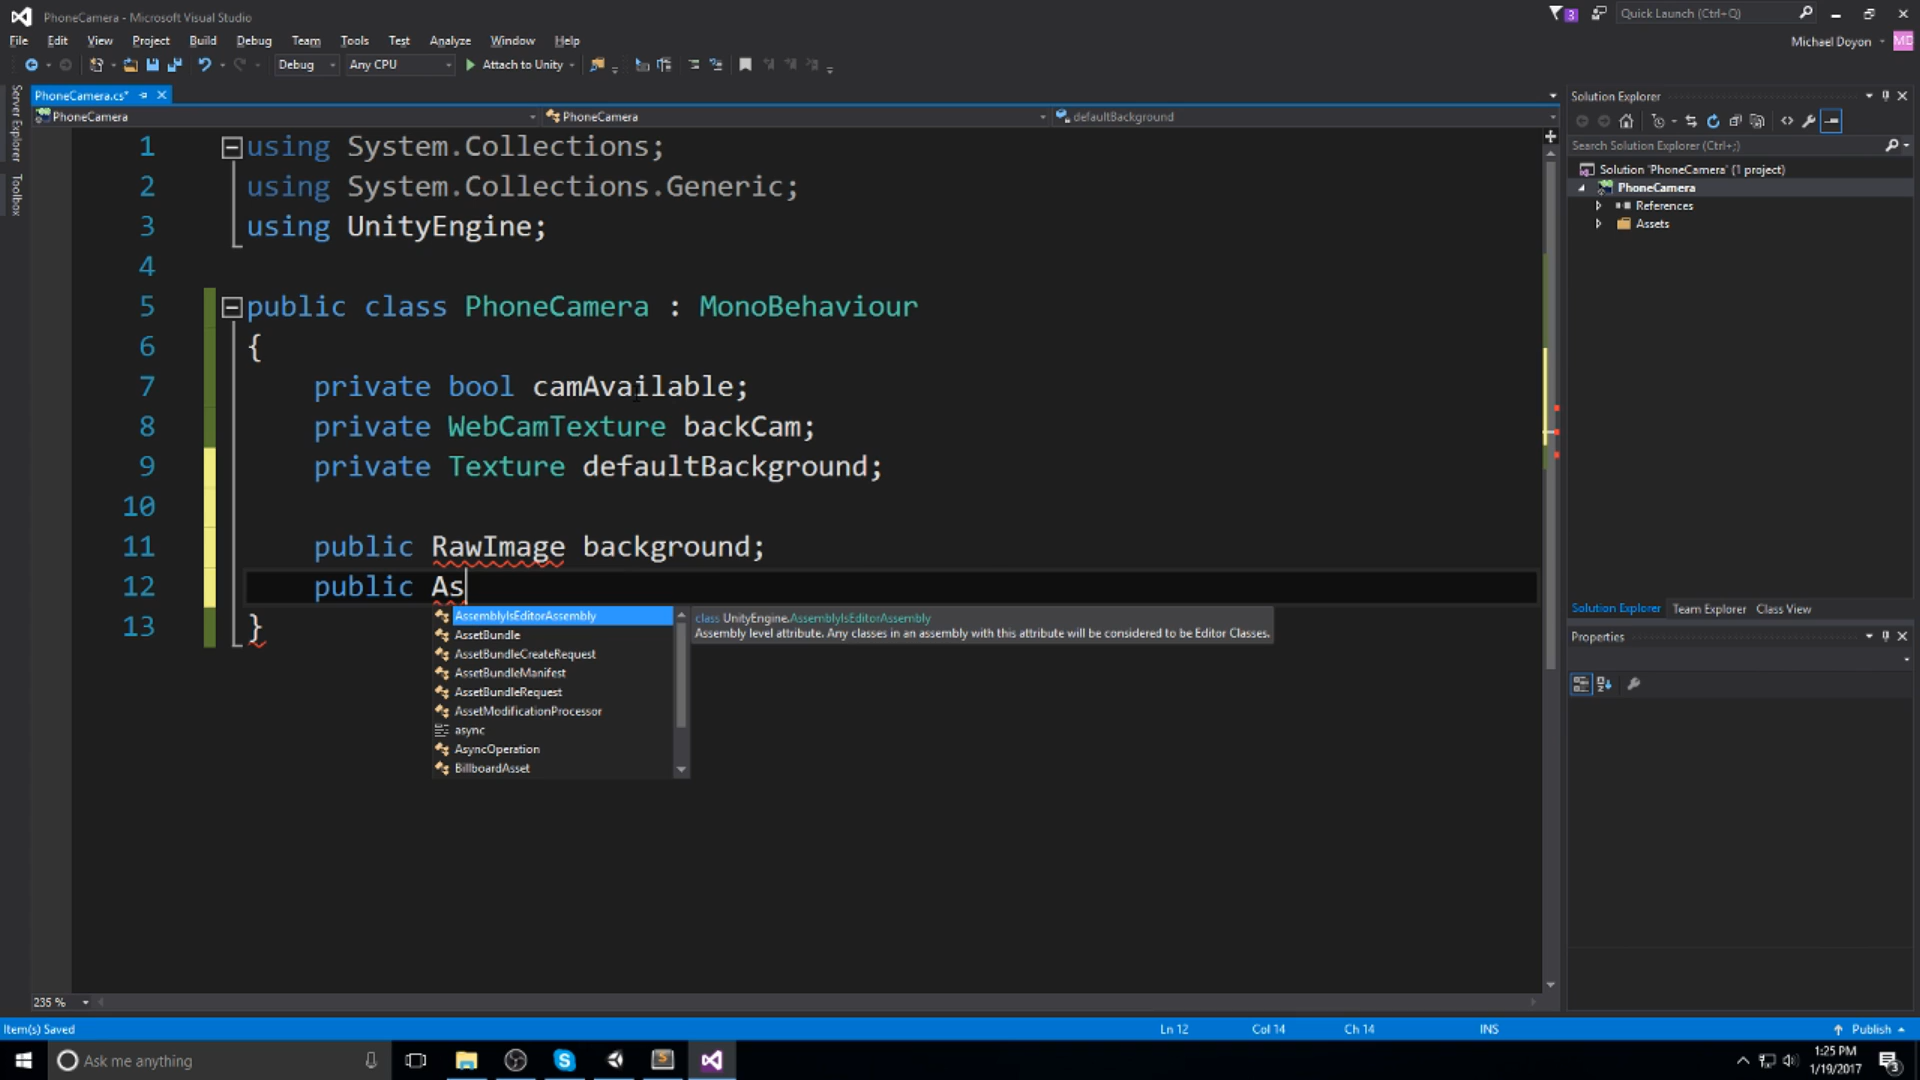 PhoneCamera - Microsoft Visual Studio
3
Quick Launch (Ctrl+Q)
File Edit View Project Build Debug Team Tools Test Analyze Window Help
Michael Doyon
MD
Debug Any CPU Attach to Unity
Server Explorer
Toolbox
PhoneCamera.cs*
PhoneCamera PhoneCamera defaultBackground
1 using System.Collections;
2 using System.Collections.Generic;
3 using UnityEngine;
4
5 public class PhoneCamera : MonoBehaviour
6 {
7 private bool camAvailable;
8 private WebCamTexture backCam;
9 private Texture defaultBackground;
10
11 public RawImage background;
12 public As
13 }
AssemblyIsEditorAssembly
AssetBundle
AssetBundleCreateRequest
AssetBundleManifest
AssetBundleRequest
AssetModificationProcessor
async
AsyncOperation
BillboardAsset
class UnityEngine.AssemblyIsEditorAssembly
Assembly level attribute. Any classes in an assembly with this attribute will be considered to be Editor Classes.
Solution Explorer
Search Solution Explorer (Ctrl+;)
Solution 'PhoneCamera' (1 project)
PhoneCamera
References
Assets
Solution Explorer Team Explorer Class View
Properties
235 %
Item(s) Saved Ln 12 Col 14 Ch 14 INS Publish
Ask me anything
1:25 PM
1/19/2017
3